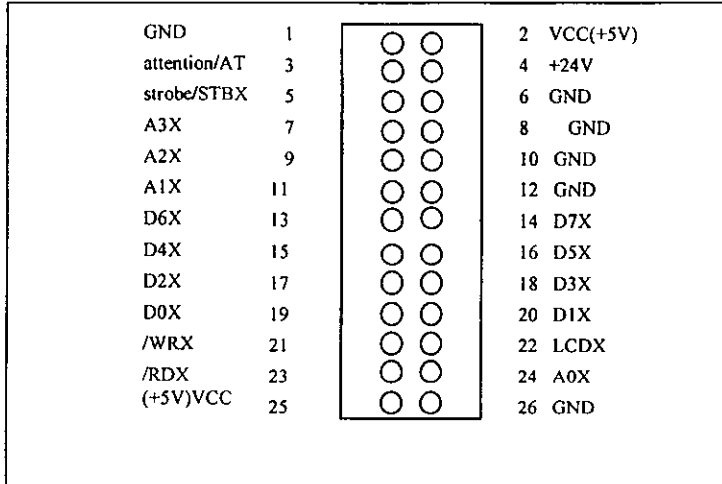 GND 1 2 VCC(+5V)
attention/AT 3 4 +24V
strobe/STBX 5 6 GND
A3X 7 8 GND
A2X 9 10 GND
A1X 11 12 GND
D6X 13 14 D7X
D4X 15 16 D5X
D2X 17 18 D3X
D0X 19 20 D1X
/WRX 21 22 LCDX
/RDX 23 24 A0X
(+5V)VCC 25 26 GND